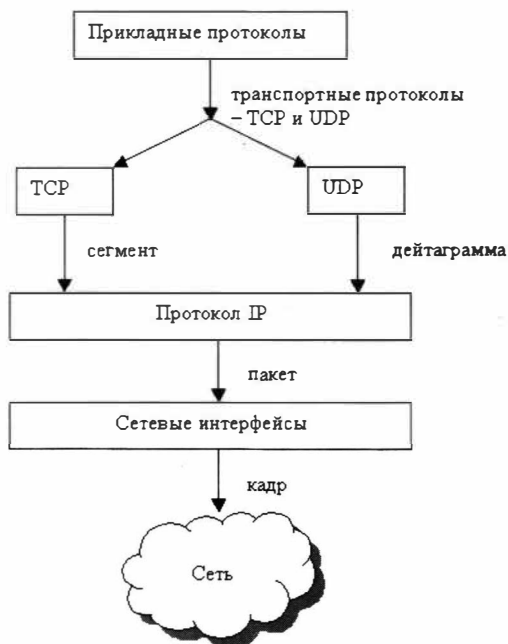 Прикладные протоколы
транспортные протоколы
– TCP и UDP
TCP
UDP
сегмент
дейтаграмма
Протокол IP
пакет
Сетевые интерфейсы
кадр
Сеть